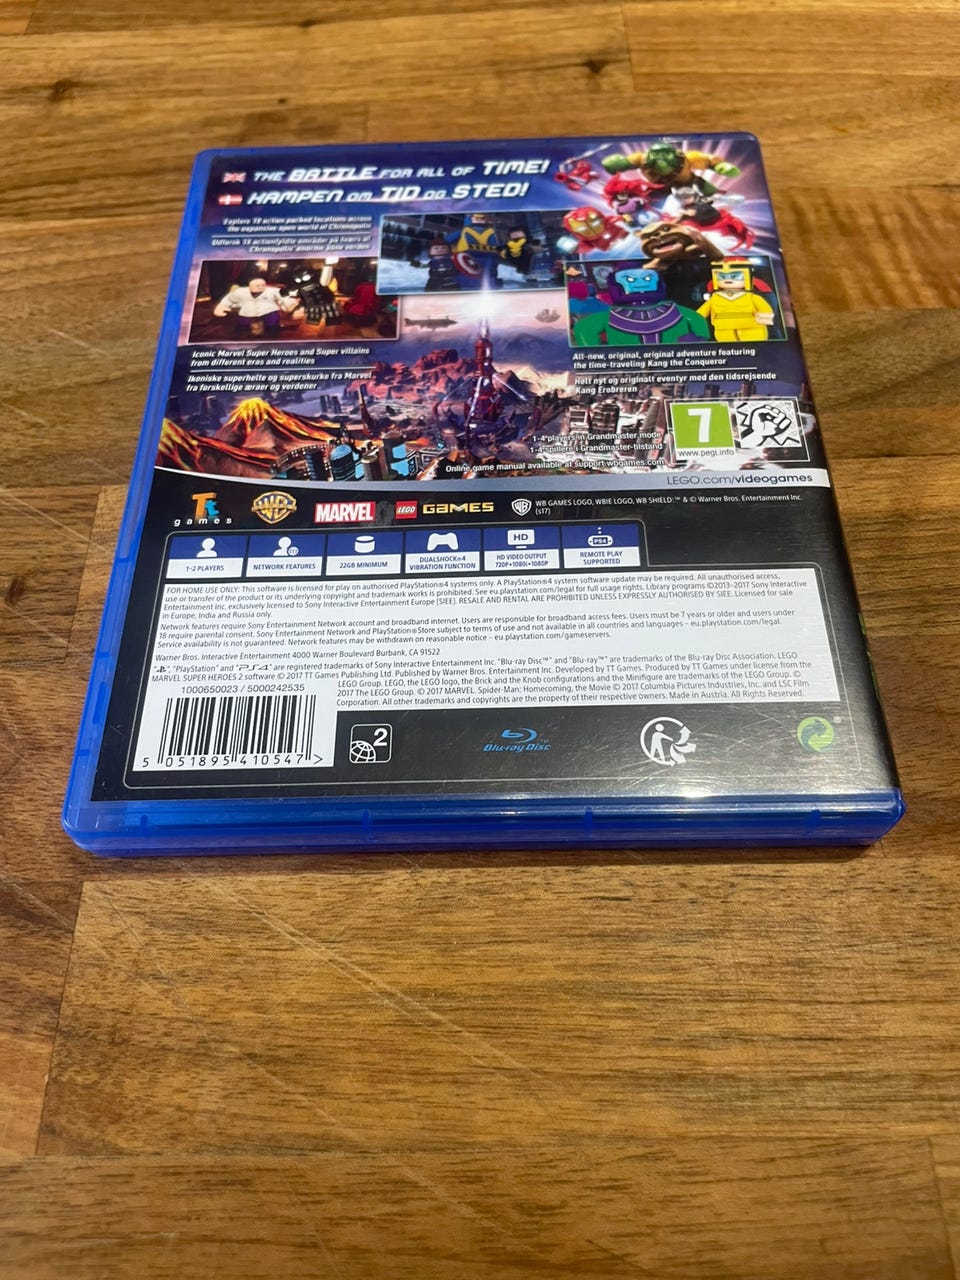 THE BATTLE FOR ALL OF TIME!
KAMPEN OM TID OG STED!
Explore 18 action packed locations across
the expansive open world of Chronopolis
Udforsk 18 actionfyldte områder på tværs af
Chronopolis' enorme åbne verden
Iconic Marvel Super Heroes and Super villains
from different eras and realities
Ikoniske superhelte og superskurke fra Marvel
fra forskellige æraer og verdener
All-new, original, original adventure featuring
the time-traveling Kang the Conqueror
Helt nyt og originalt eventyr med den tidsrejsende
Kang Erobreren
1-4 players in Grandmaster mode
1-4 spillere i Grandmaster-tilstand
Online game manual available at support.wbgames.com
7
www.pegi.info
LEGO.com/videogames
Tt
games
WB
MARVEL
LEGO
GAMES
WB GAMES LOGO, WBIE LOGO, WB SHIELD: ™ & © Warner Bros. Entertainment Inc.
(s17)
1-2 PLAYERS
NETWORK FEATURES
22GB MINIMUM
DUALSHOCK®4
VIBRATION FUNCTION
HD
HD VIDEO OUTPUT
720P•1080i•1080P
PS4
REMOTE PLAY
SUPPORTED
FOR HOME USE ONLY: This software is licensed for play on authorised PlayStation®4 systems only. A PlayStation®4 system software update may be required. All unauthorised access,
use or transfer of the product or its underlying copyright and trademark works is prohibited. See eu.playstation.com/legal for full usage rights. Library programs ©2013-2017 Sony Interactive
Entertainment Inc. exclusively licensed to Sony Interactive Entertainment Europe (SIEE). RESALE AND RENTAL ARE PROHIBITED UNLESS EXPRESSLY AUTHORISED BY SIEE. Licensed for sale
in Europe, India and Russia only.
Network features require Sony Entertainment Network account and broadband internet. Users are responsible for broadband access fees. Users must be 7 years or older and users under
18 require parental consent. Sony Entertainment Network and PlayStation®Store subject to terms of use and not available in all countries and languages – eu.playstation.com/legal.
Service availability is not guaranteed. Network features may be withdrawn on reasonable notice – eu.playstation.com/gameservers.
Warner Bros. Interactive Entertainment 4000 Warner Boulevard Burbank, CA 91522
", "PlayStation" and "PS4" are registered trademarks of Sony Interactive Entertainment Inc. "Blu-ray Disc™" and "Blu-ray™" are trademarks of the Blu-ray Disc Association. LEGO
MARVEL SUPER HEROES 2 software © 2017 TT Games Publishing Ltd. Published by Warner Bros. Entertainment Inc. Developed by TT Games. Produced by TT Games under license from the
LEGO Group. LEGO, the LEGO logo, the Brick and the Knob configurations and the Minifigure are trademarks of the LEGO Group. ©
2017 The LEGO Group. © 2017 MARVEL. Spider-Man: Homecoming, the Movie © 2017 Columbia Pictures Industries, Inc. and LSC Film
Corporation. All other trademarks and copyrights are the property of their respective owners. Made in Austria. All Rights Reserved.
1000650023 / 5000242535
5 051895 410547 >
2
Blu-ray Disc